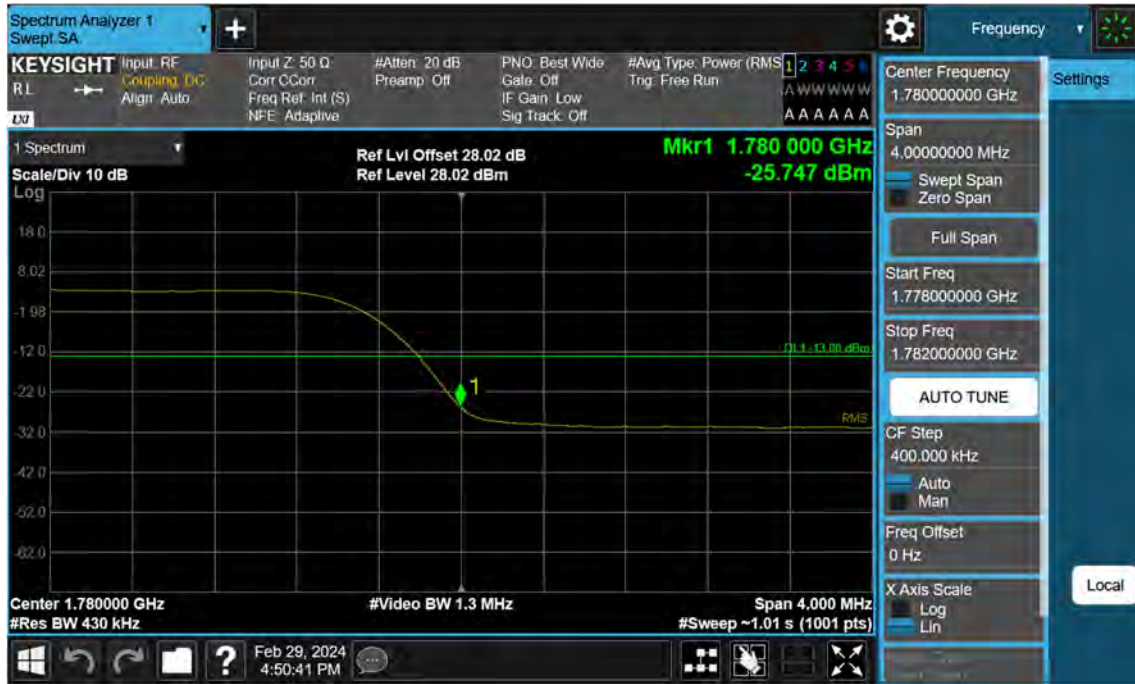 Spectrum Analyzer 1
Swept SA
+
Frequency
KEYSIGHT
RL
LXI
Input: RF
Coupling: DC
Align: Auto
Input Z: 50 Ω
Corr CCorr
Freq Ref: Int (S)
NFE: Adaptive
#Atten: 20 dB
Preamp: Off
PNO: Best Wide
Gate: Off
IF Gain: Low
Sig Track: Off
#Avg Type: Power (RMS
Trig: Free Run
1 2 3 4 5 6
A W W W W W
A A A A A A
1 Spectrum
Scale/Div 10 dB
Log
Ref Lvl Offset 28.02 dB
Ref Level 28.02 dBm
Mkr1 1.780 000 GHz
-25.747 dBm
18.0
8.02
-1.98
-12.0
-22.0
-32.0
-42.0
-52.0
-62.0
DL1 -13.00 dBm
1
RMS
Center 1.780000 GHz
#Res BW 430 kHz
#Video BW 1.3 MHz
Span 4.000 MHz
#Sweep ~1.01 s (1001 pts)
Center Frequency
1.780000000 GHz
Settings
Span
4.00000000 MHz
Swept Span
Zero Span
Full Span
Start Freq
1.778000000 GHz
Stop Freq
1.782000000 GHz
AUTO TUNE
CF Step
400.000 kHz
Auto
Man
Freq Offset
0 Hz
X Axis Scale
Log
Lin
Local
?
Feb 29, 2024
4:50:41 PM